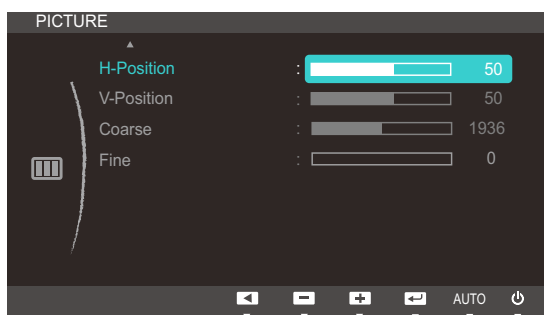 PICTURE
H-Position : 50
V-Position : 50
Coarse : 1936
Fine : 0
AUTO